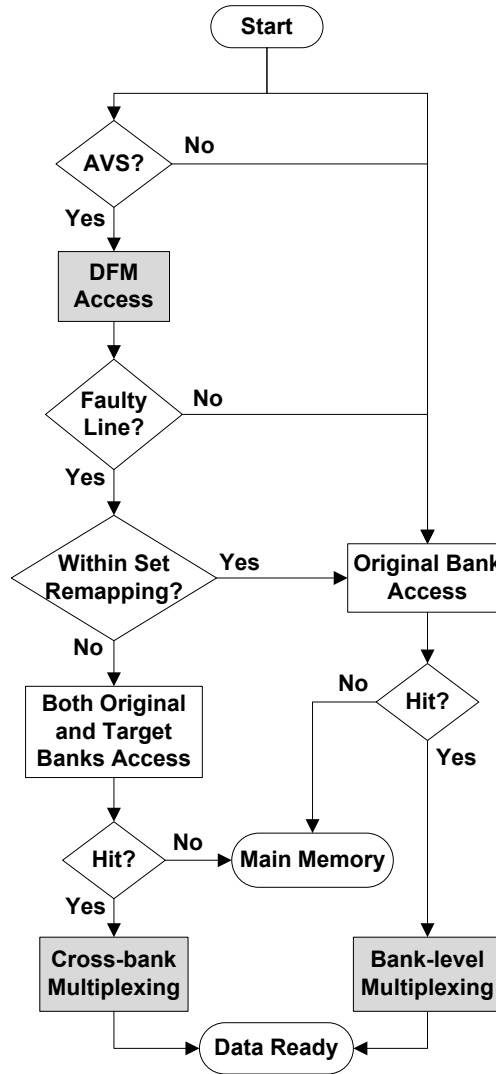 Start
AVS?
No
Yes
DFM
Access
Faulty
Line?
No
Yes
Within Set
Remapping?
Yes
Original Bank
Access
No
Both Original
and Target
Banks Access
No
Hit?
Yes
Hit?
No
Main Memory
Yes
Cross-bank
Multiplexing
Bank-level
Multiplexing
Data Ready